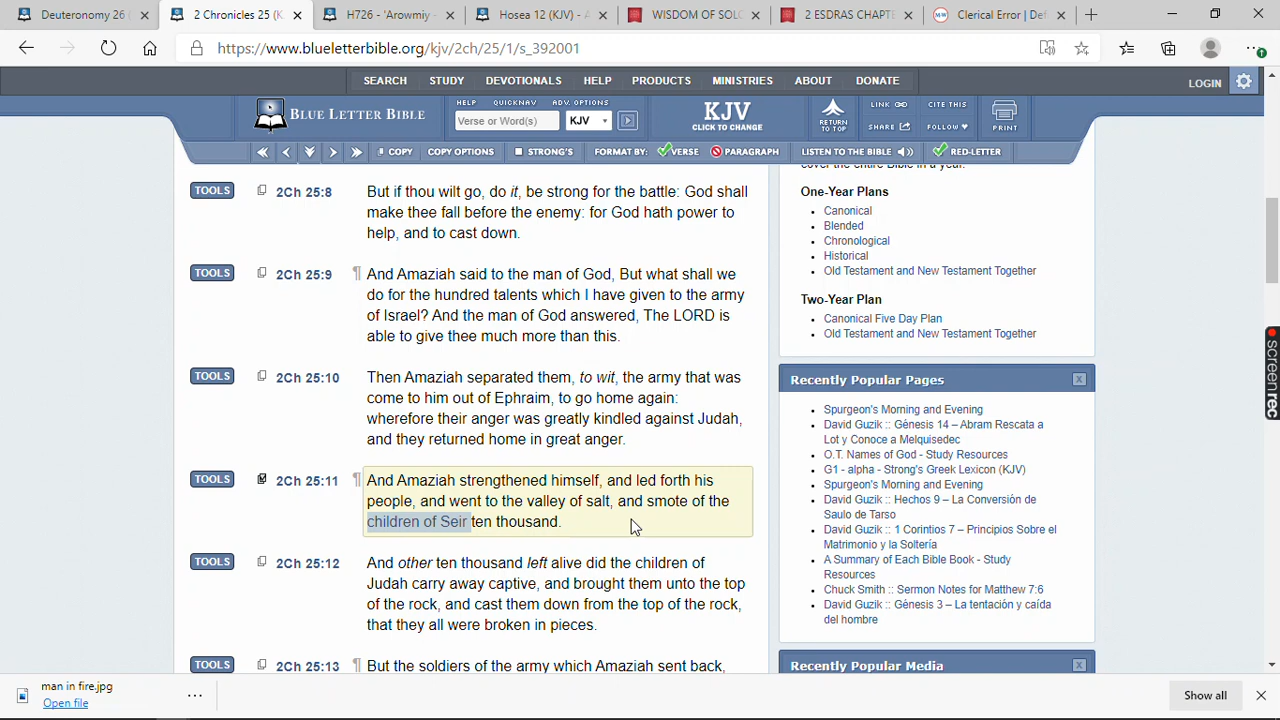 Deuteronomy 26 (
2 Chronicles 25 (K
H726 - 'Arowmiy -
Hosea 12 (KJV) - A
WISDOM OF SOLO
2 ESDRAS CHAPTE
Clerical Error | Def
https://www.blueletterbible.org/kjv/2ch/25/1/s_392001
SEARCH STUDY DEVOTIONALS HELP PRODUCTS MINISTRIES ABOUT DONATE
LOGIN
BLUE LETTER BIBLE
HELP QUICKNAV ADV. OPTIONS
Verse or Word(s)
KJV
KJV
CLICK TO CHANGE
RETURN
TO TOP
LINK
CITE THIS
SHARE
FOLLOW
PRINT
COPY COPY OPTIONS STRONG'S FORMAT BY: VERSE PARAGRAPH LISTEN TO THE BIBLE RED-LETTER
TOOLS 2Ch 25:8 But if thou wilt go, do it, be strong for the battle: God shall
make thee fall before the enemy: for God hath power to
help, and to cast down.
TOOLS 2Ch 25:9 ¶ And Amaziah said to the man of God, But what shall we
do for the hundred talents which I have given to the army
of Israel? And the man of God answered, The LORD is
able to give thee much more than this.
TOOLS 2Ch 25:10 Then Amaziah separated them, to wit, the army that was
come to him out of Ephraim, to go home again:
wherefore their anger was greatly kindled against Judah,
and they returned home in great anger.
TOOLS 2Ch 25:11 ¶ And Amaziah strengthened himself, and led forth his
people, and went to the valley of salt, and smote of the
children of Seir ten thousand.
TOOLS 2Ch 25:12 And other ten thousand left alive did the children of
Judah carry away captive, and brought them unto the top
of the rock, and cast them down from the top of the rock,
that they all were broken in pieces.
TOOLS 2Ch 25:13 ¶ But the soldiers of the army which Amaziah sent back,
cover the entire Bible in a year.
One-Year Plans
Canonical
Blended
Chronological
Historical
Old Testament and New Testament Together
Two-Year Plan
Canonical Five Day Plan
Old Testament and New Testament Together
Recently Popular Pages
Spurgeon's Morning and Evening
David Guzik :: Génesis 14 – Abram Rescata a
Lot y Conoce a Melquisedec
O.T. Names of God - Study Resources
G1 - alpha - Strong's Greek Lexicon (KJV)
Spurgeon's Morning and Evening
David Guzik :: Hechos 9 – La Conversión de
Saulo de Tarso
David Guzik :: 1 Corintios 7 – Principios Sobre el
Matrimonio y la Soltería
A Summary of Each Bible Book - Study
Resources
Chuck Smith :: Sermon Notes for Matthew 7:6
David Guzik :: Génesis 3 – La tentación y caída
del hombre
Recently Popular Media
screenrec
man in fire.jpg
Open file
Show all